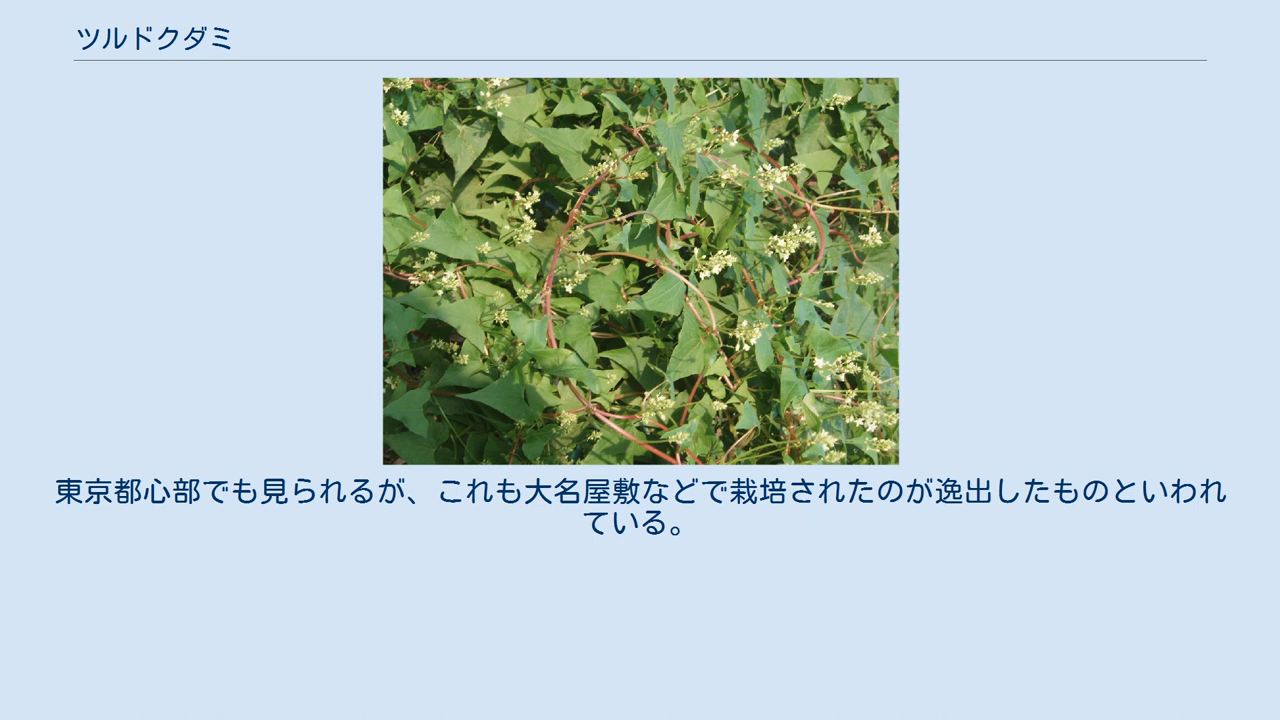 ツルドクダミ
東京都心部でも見られるが、これも大名屋敷などで栽培されたのが逸出したものといわれ
ている。